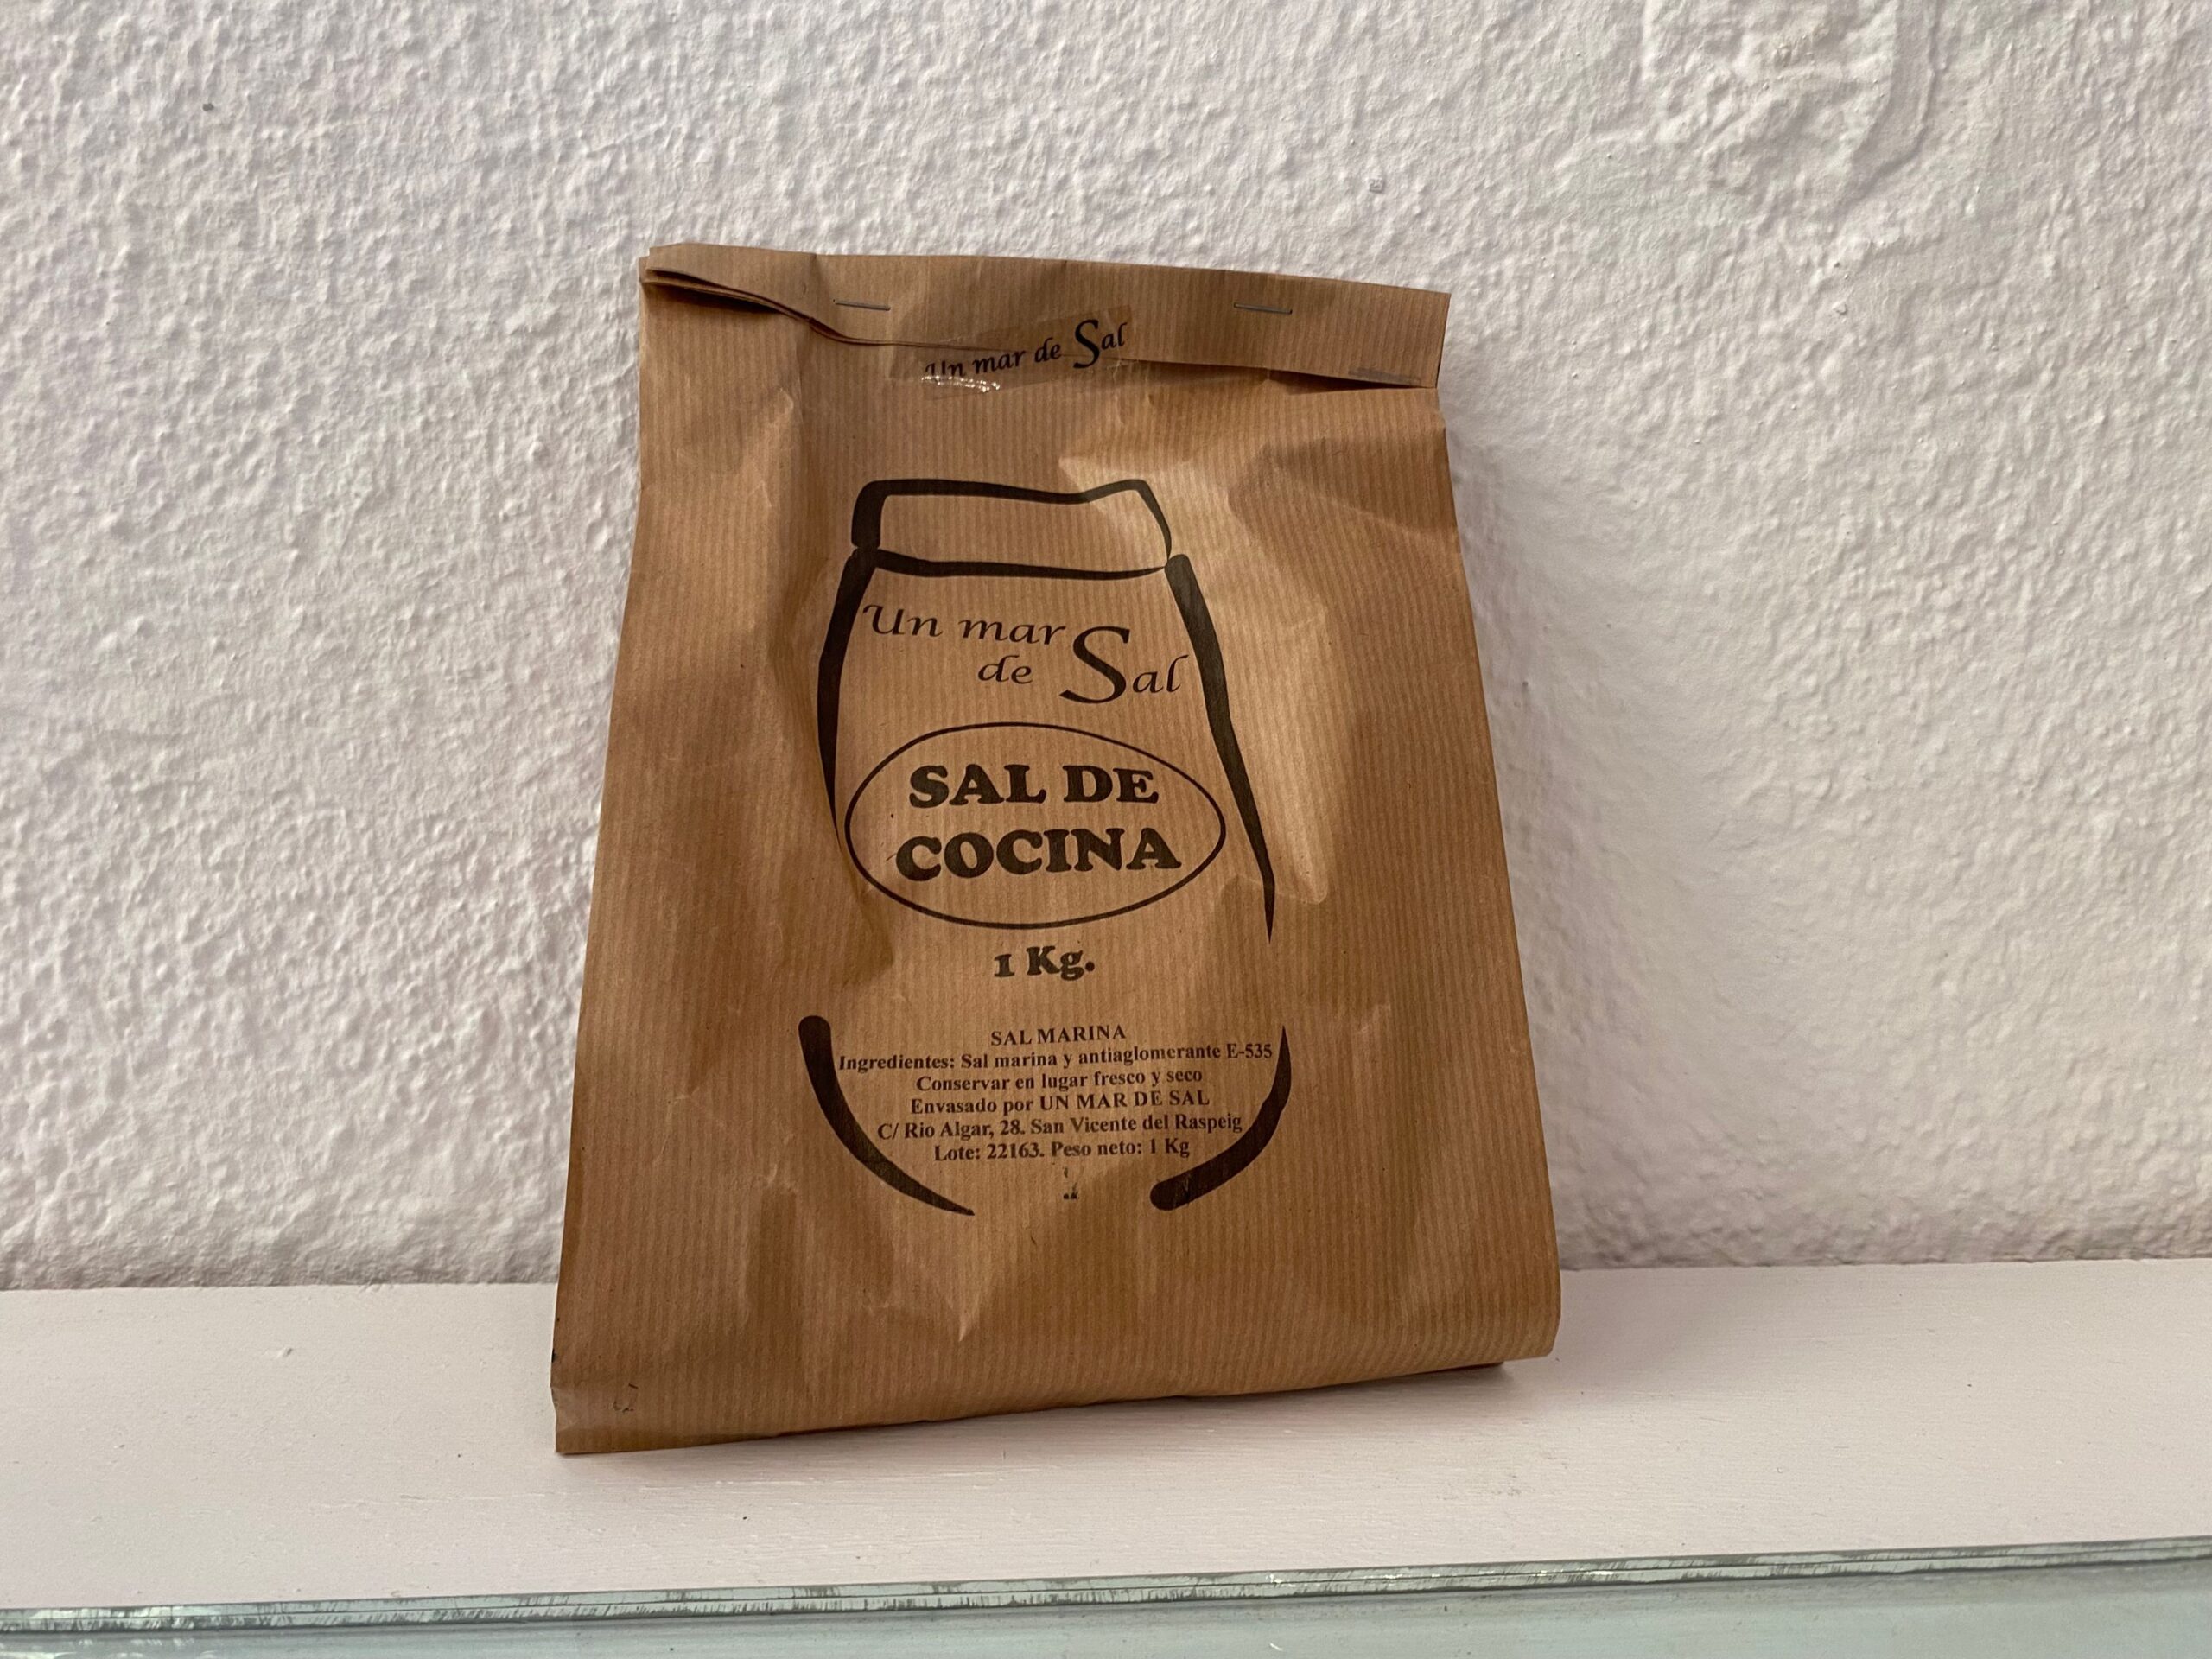 Un mar de Sal
Un mar
de Sal
SAL DE
COCINA
1 Kg.
SAL MARINA
Ingredientes: Sal marina y antiaglomerante E-535
Conservar en lugar fresco y seco
Envasado por UN MAR DE SAL
C/ Rio Algar, 28. San Vicente del Raspeig
Lote: 22163. Peso neto: 1 Kg